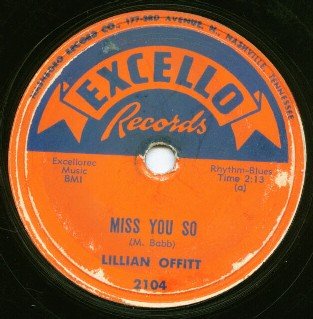 NASHBORO RECORD CO., 177-3RD AVENUE, N., NASHVILLE, TENNESSEE
EXCELLO
Records
Excellorec
Music
BMI
Rhythm-Blues
Time 2:13
(a)
MISS YOU SO
(M. Babb)
LILLIAN OFFITT
2104